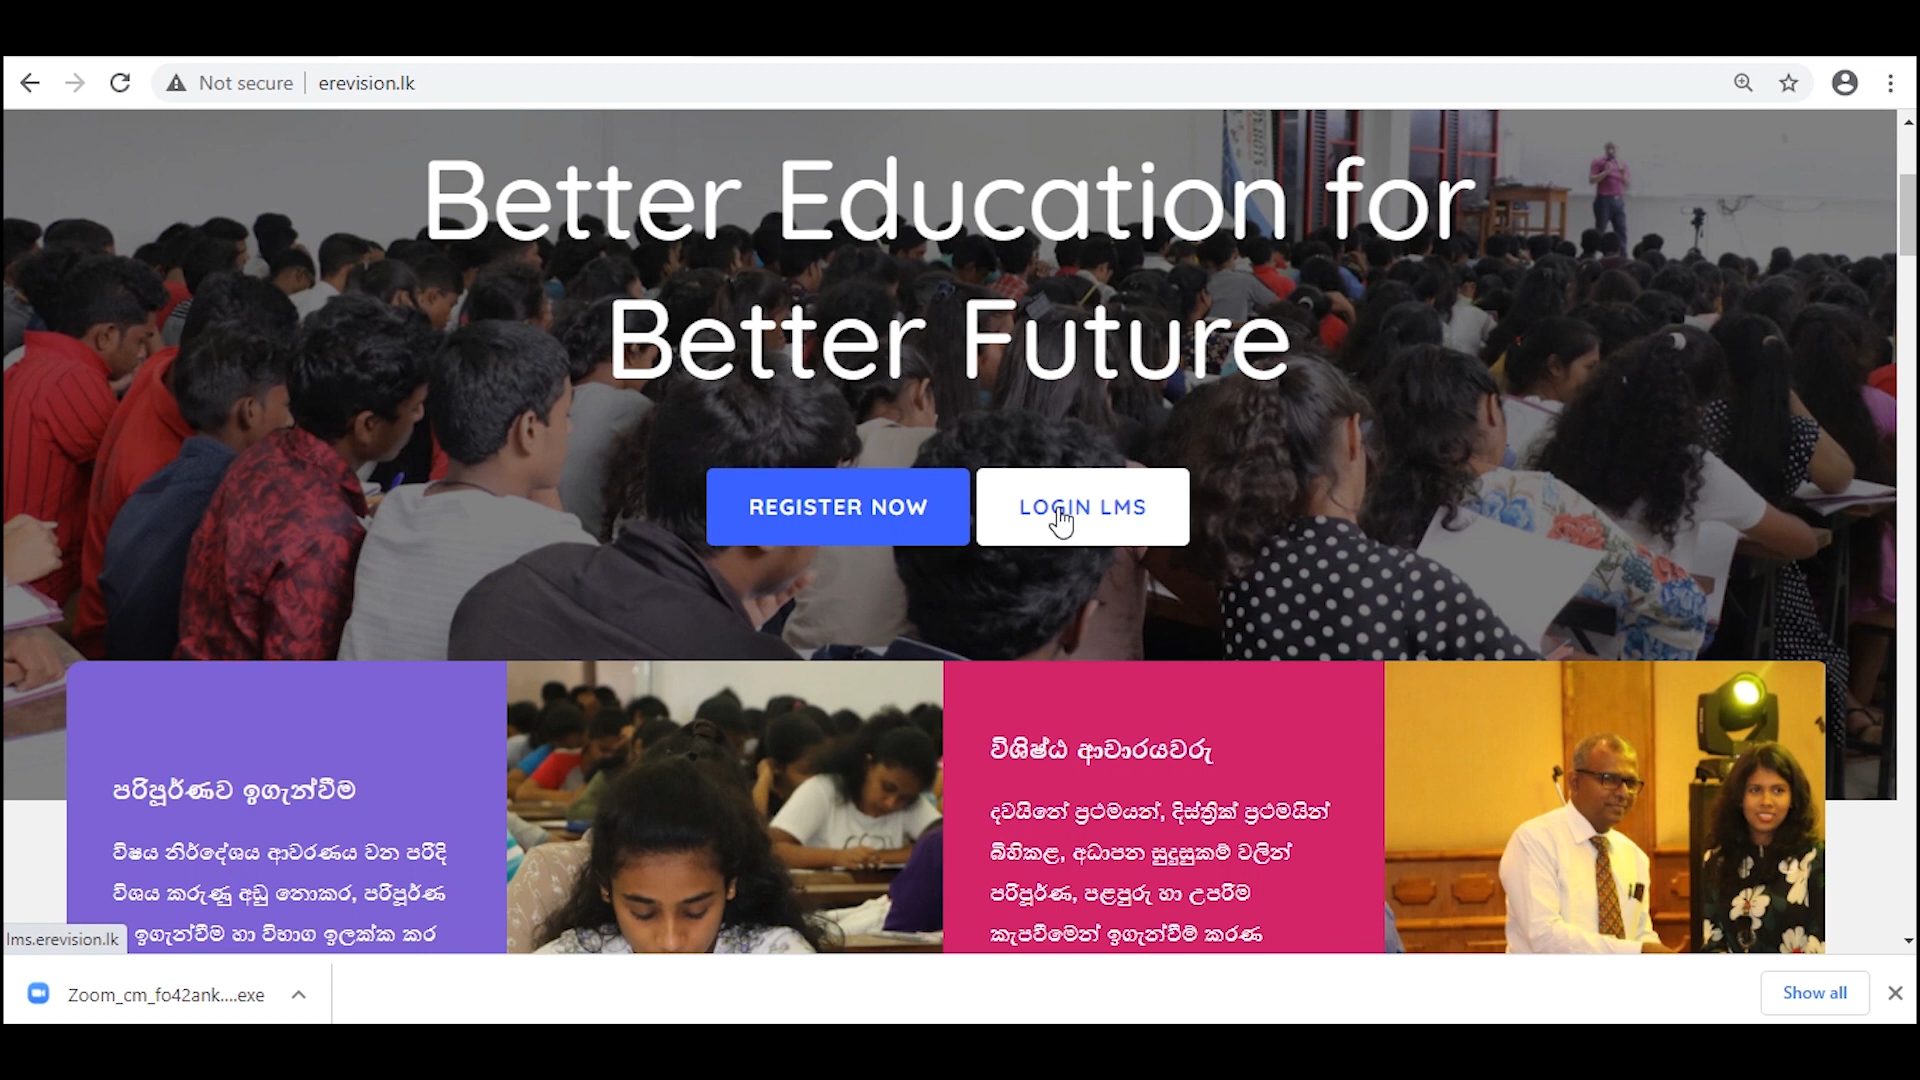 Not secure
erevision.lk
Better Education for
Better Future
REGISTER NOW
LOGIN LMS
පරිපූර්ණව ඉගැන්වීම
විෂය නිර්දේශය ආවරණය වන පරිදි
විශය කරුණු අඩු නොකර, පරිපූර්ණ
ඉගැන්වීම හා විභාග ඉලක්ක කර
විශිෂ්ඨ ආචාරයවරු
දවයිනේ ප්‍රථමයන්, දිස්ත්‍රික් ප්‍රථමයින්
බිහිකළ, අධාපන සුදුසුකම් වලින්
පරිපූර්ණ, පළපුරු හා උපරිම
කැපවීමෙන් ඉගැන්වීම් කරණ
lms.erevision.lk
Zoom_cm_fo42ank....exe
Show all